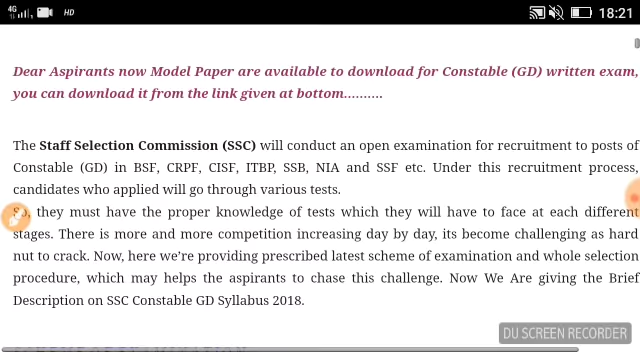 4G HD 18:21
Dear Aspirants now Model Paper are available to download for Constable (GD) written exam,
you can download it from the link given at bottom..........
The Staff Selection Commission (SSC) will conduct an open examination for recruitment to posts of
Constable (GD) in BSF, CRPF, CISF, ITBP, SSB, NIA and SSF etc. Under this recruitment process,
candidates who applied will go through various tests.
So, they must have the proper knowledge of tests which they will have to face at each different
stages. There is more and more competition increasing day by day, its become challenging as hard
nut to crack. Now, here we're providing prescribed latest scheme of examination and whole selection
procedure, which may helps the aspirants to chase this challenge. Now We Are giving the Brief
Description on SSC Constable GD Syllabus 2018.
DU SCREEN RECORDER